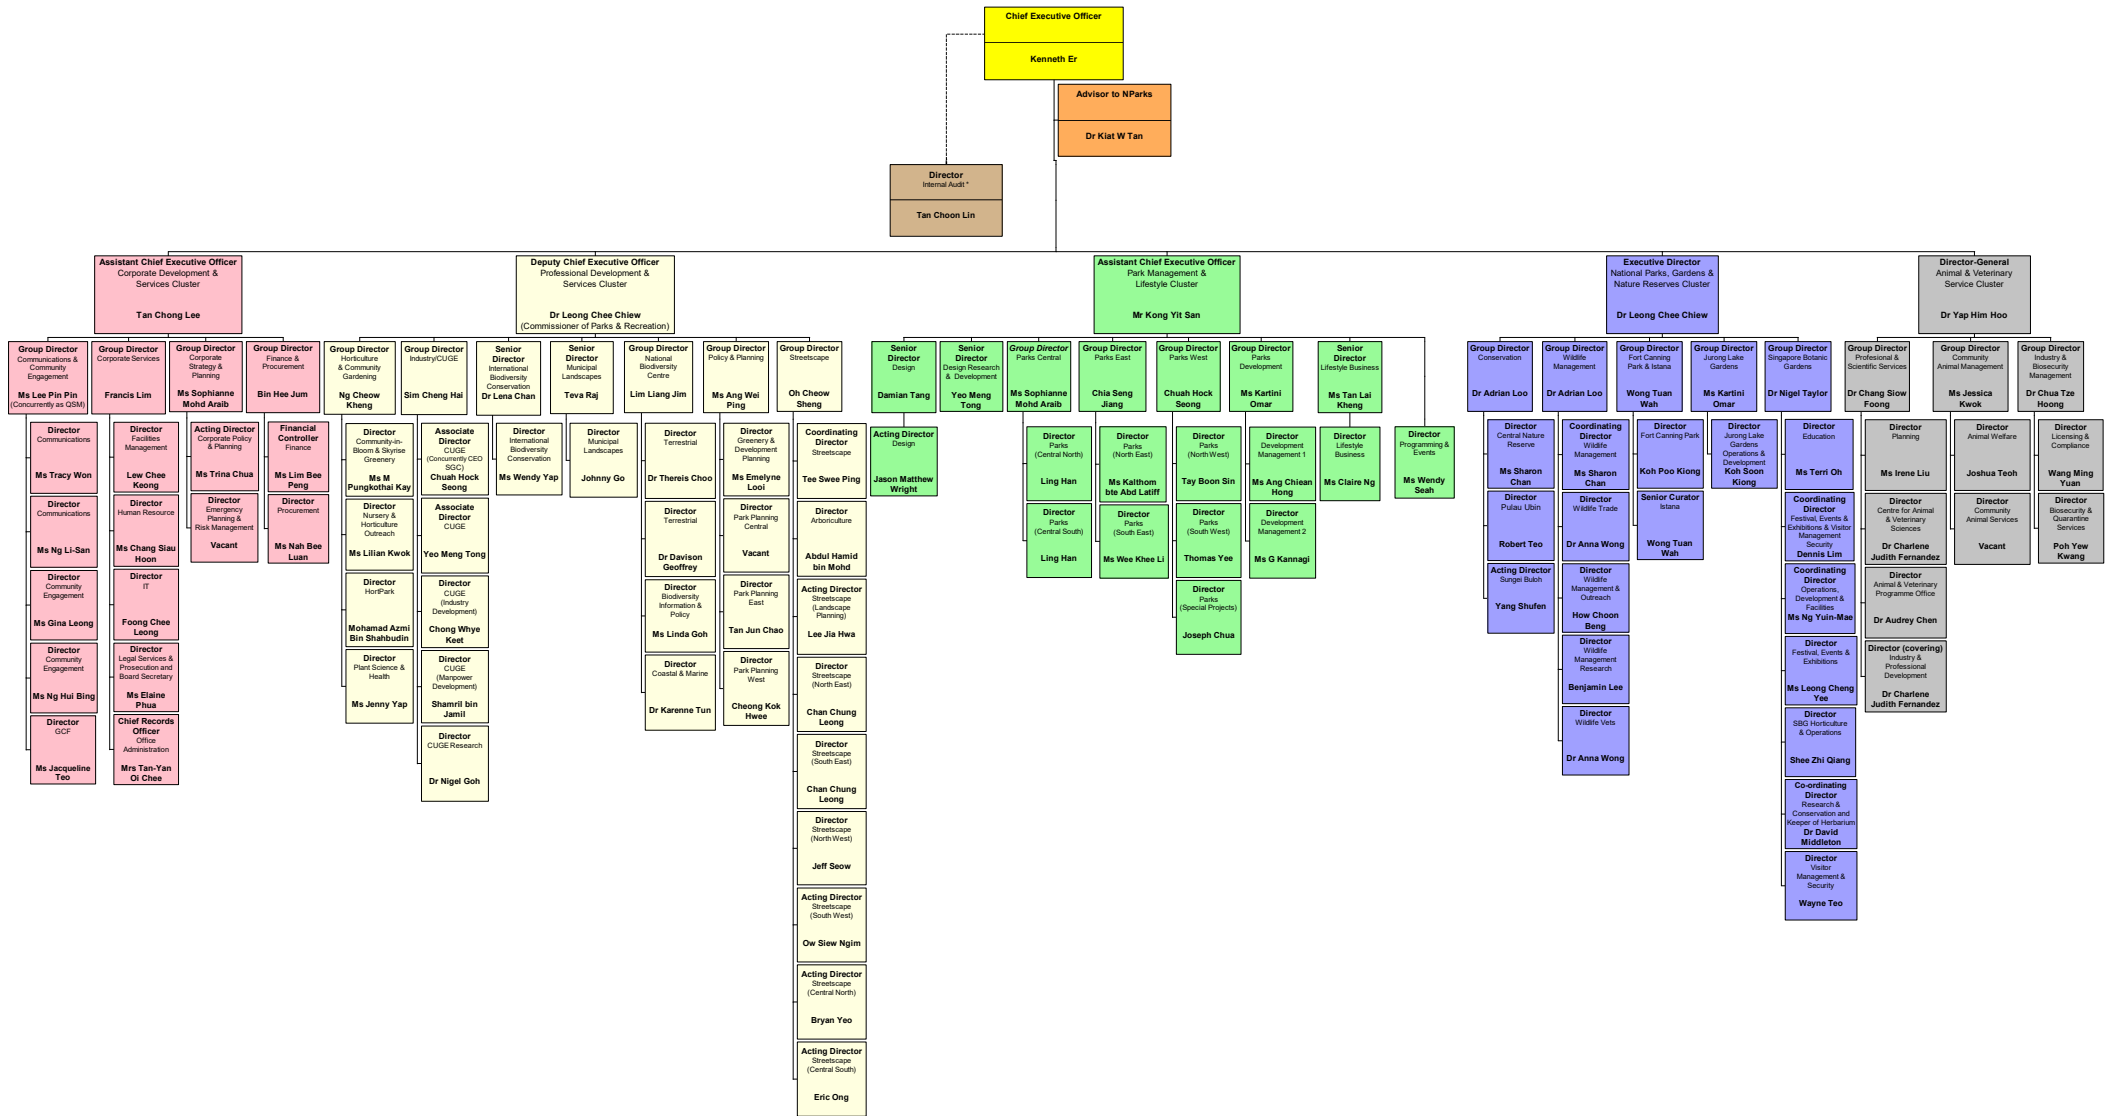 Chief Executive Officer
Kenneth Er
Advisor to NParks
Dr Kiat W Tan
Director
Internal Audit *
Tan Choon Lin
Assistant Chief Executive Officer
Corporate Development &
Services Cluster
Tan Chong Lee
Deputy Chief Executive Officer
Professional Development &
Services Cluster
Dr Leong Chee Chiew
(Commissioner of Parks & Recreation)
Assistant Chief Executive Officer
Park Management &
Lifestyle Cluster
Mr Kong Yit San
Executive Director
National Parks, Gardens &
Nature Reserves Cluster
Dr Leong Chee Chiew
Director-General
Animal & Veterinary
Service Cluster
Dr Yap Him Hoo
Group Director
Communications &
Community
Engagement
Ms Lee Pin Pin
(Concurrently as QSM)
Director
Communications
Ms Tracy Won
Director
Communications
Ms Ng Li-San
Director
Community
Engagement
Ms Gina Leong
Director
Community
Engagement
Ms Ng Hui Bing
Director
GCF
Ms Jacqueline
Teo
Group Director
Corporate Services
Francis Lim
Director
Facilities
Management
Lew Chee
Keong
Director
Human Resource
Ms Chang Siau
Hoon
Director
IT
Foong Chee
Leong
Director
Legal Services &
Prosecution and
Board Secretary
Ms Elaine
Phua
Chief Records
Officer
Office
Administration
Mrs Tan-Yan
Oi Chee
Group Director
Corporate
Strategy &
Planning
Ms Sophianne
Mohd Araib
Acting Director
Corporate Policy
& Planning
Ms Trina Chua
Director
Emergency
Planning &
Risk Management
Vacant
Group Director
Finance &
Procurement
Bin Hee Jum
Financial
Controller
Finance
Ms Lim Bee
Peng
Director
Procurement
Ms Nah Bee
Luan
Group Director
Horticulture
& Community
Gardening
Ng Cheow
Kheng
Director
Community-in-
Bloom & Skyrise
Greenery
Ms M
Pungkothai Kay
Director
Nursery &
Horticulture
Outreach
Ms Lilian Kwok
Director
HortPark
Mohamad Azmi
Bin Shahbudin
Director
Plant Science &
Health
Ms Jenny Yap
Group Director
Industry/CUGE
Sim Cheng Hai
Associate
Director
CUGE
(Concurrently CEO
SGC)
Chuah Hock
Seong
Associate
Director
CUGE
Yeo Meng Tong
Director
CUGE
(Industry
Development)
Chong Whye
Keet
Director
CUGE
(Manpower
Development)
Shamril bin
Jamil
Director
CUGE Research
Dr Nigel Goh
Senior
Director
International
Biodiversity
Conservation
Dr Lena Chan
Director
International
Biodiversity
Conservation
Ms Wendy Yap
Senior
Director
Municipal
Landscapes
Teva Raj
Director
Municipal
Landscapes
Johnny Go
Group Director
National
Biodiversity
Centre
Lim Liang Jim
Director
Terrestrial
Dr Thereis Choo
Director
Terrestrial
Dr Davison
Geoffrey
Director
Biodiversity
Information &
Policy
Ms Linda Goh
Director
Coastal & Marine
Dr Karenne Tun
Group Director
Policy & Planning
Ms Ang Wei
Ping
Director
Greenery &
Development
Planning
Ms Emelyne
Looi
Director
Park Planning
Central
Vacant
Director
Park Planning
East
Tan Jun Chao
Director
Park Planning
West
Cheong Kok
Hwee
Group Director
Streetscape
Oh Cheow
Sheng
Coordinating
Director
Streetscape
Tee Swee Ping
Director
Arboriculture
Abdul Hamid
bin Mohd
Acting Director
Streetscape
(Landscape
Planning)
Lee Jia Hwa
Director
Streetscape
(North East)
Chan Chung
Leong
Director
Streetscape
(South East)
Chan Chung
Leong
Director
Streetscape
(North West)
Jeff Seow
Acting Director
Streetscape
(South West)
Ow Siew Ngim
Acting Director
Streetscape
(Central North)
Bryan Yeo
Acting Director
Streetscape
(Central South)
Eric Ong
Senior
Director
Design
Damian Tang
Acting Director
Design
Jason Matthew
Wright
Senior
Director
Design Research
& Development
Yeo Meng
Tong
Group Director
Parks Central
Ms Sophianne
Mohd Araib
Director
Parks
(Central North)
Ling Han
Director
Parks
(Central South)
Ling Han
Group Director
Parks East
Chia Seng
Jiang
Director
Parks
(North East)
Ms Kalthom
bte Abd Latiff
Director
Parks
(South East)
Ms Wee Khee Li
Group Director
Parks West
Chuah Hock
Seong
Director
Parks
(North West)
Tay Boon Sin
Director
Parks
(South West)
Thomas Yee
Director
Parks
(Special Projects)
Joseph Chua
Group Director
Parks
Development
Ms Kartini
Omar
Director
Development
Management 1
Ms Ang Chiean
Hong
Director
Development
Management 2
Ms G Kannagi
Senior
Director
Lifestyle Business
Ms Tan Lai
Kheng
Director
Lifestyle
Business
Ms Claire Ng
Director
Programming &
Events
Ms Wendy
Seah
Group Director
Conservation
Dr Adrian Loo
Director
Central Nature
Reserve
Ms Sharon
Chan
Director
Pulau Ubin
Robert Teo
Acting Director
Sungei Buloh
Yang Shufen
Group Director
Wildlife
Management
Dr Adrian Loo
Coordinating
Director
Wildlife
Management
Ms Sharon
Chan
Director
Wildlife Trade
Dr Anna Wong
Director
Wildlife
Management &
Outreach
How Choon
Beng
Director
Wildlife
Management
Research
Benjamin Lee
Director
Wildlife Vets
Dr Anna Wong
Group Director
Fort Canning
Park & Istana
Wong Tuan
Wah
Director
Fort Canning Park
Koh Poo Kiong
Senior Curator
Istana
Wong Tuan
Wah
Group Director
Jurong Lake
Gardens
Ms Kartini
Omar
Director
Jurong Lake
Gardens
Operations &
Development
Koh Soon
Kiong
Group Director
Singapore Botanic
Gardens
Dr Nigel Taylor
Director
Education
Ms Terri Oh
Coordinating
Director
Festival, Events &
Exhibitions & Visitor
Management
Security
Dennis Lim
Coordinating
Director
Operations,
Development &
Facilities
Ms Ng Yuin-Mae
Director
Festival, Events &
Exhibitions
Ms Leong Cheng
Yee
Director
SBG Horticulture
& Operations
Shee Zhi Qiang
Co-ordinating
Director
Research &
Conservation and
Keeper of Herbarium
Dr David
Middleton
Director
Visitor
Management &
Security
Wayne Teo
Group Director
Profesional &
Scientific Services
Dr Chang Siow
Foong
Director
Planning
Ms Irene Liu
Director
Centre for Animal
& Veterinary
Sciences
Dr Charlene
Judith Fernandez
Director
Animal & Veterinary
Programme Office
Dr Audrey Chen
Director (covering)
Industry &
Professional
Development
Dr Charlene
Judith Fernandez
Group Director
Community
Animal Management
Ms Jessica
Kwok
Director
Animal Welfare
Joshua Teoh
Director
Community
Animal Services
Vacant
Group Director
Industry &
Biosecurity
Management
Dr Chua Tze
Hoong
Director
Licensing &
Compliance
Wang Ming
Yuan
Director
Biosecurity &
Quarantine
Services
Poh Yew
Kwang